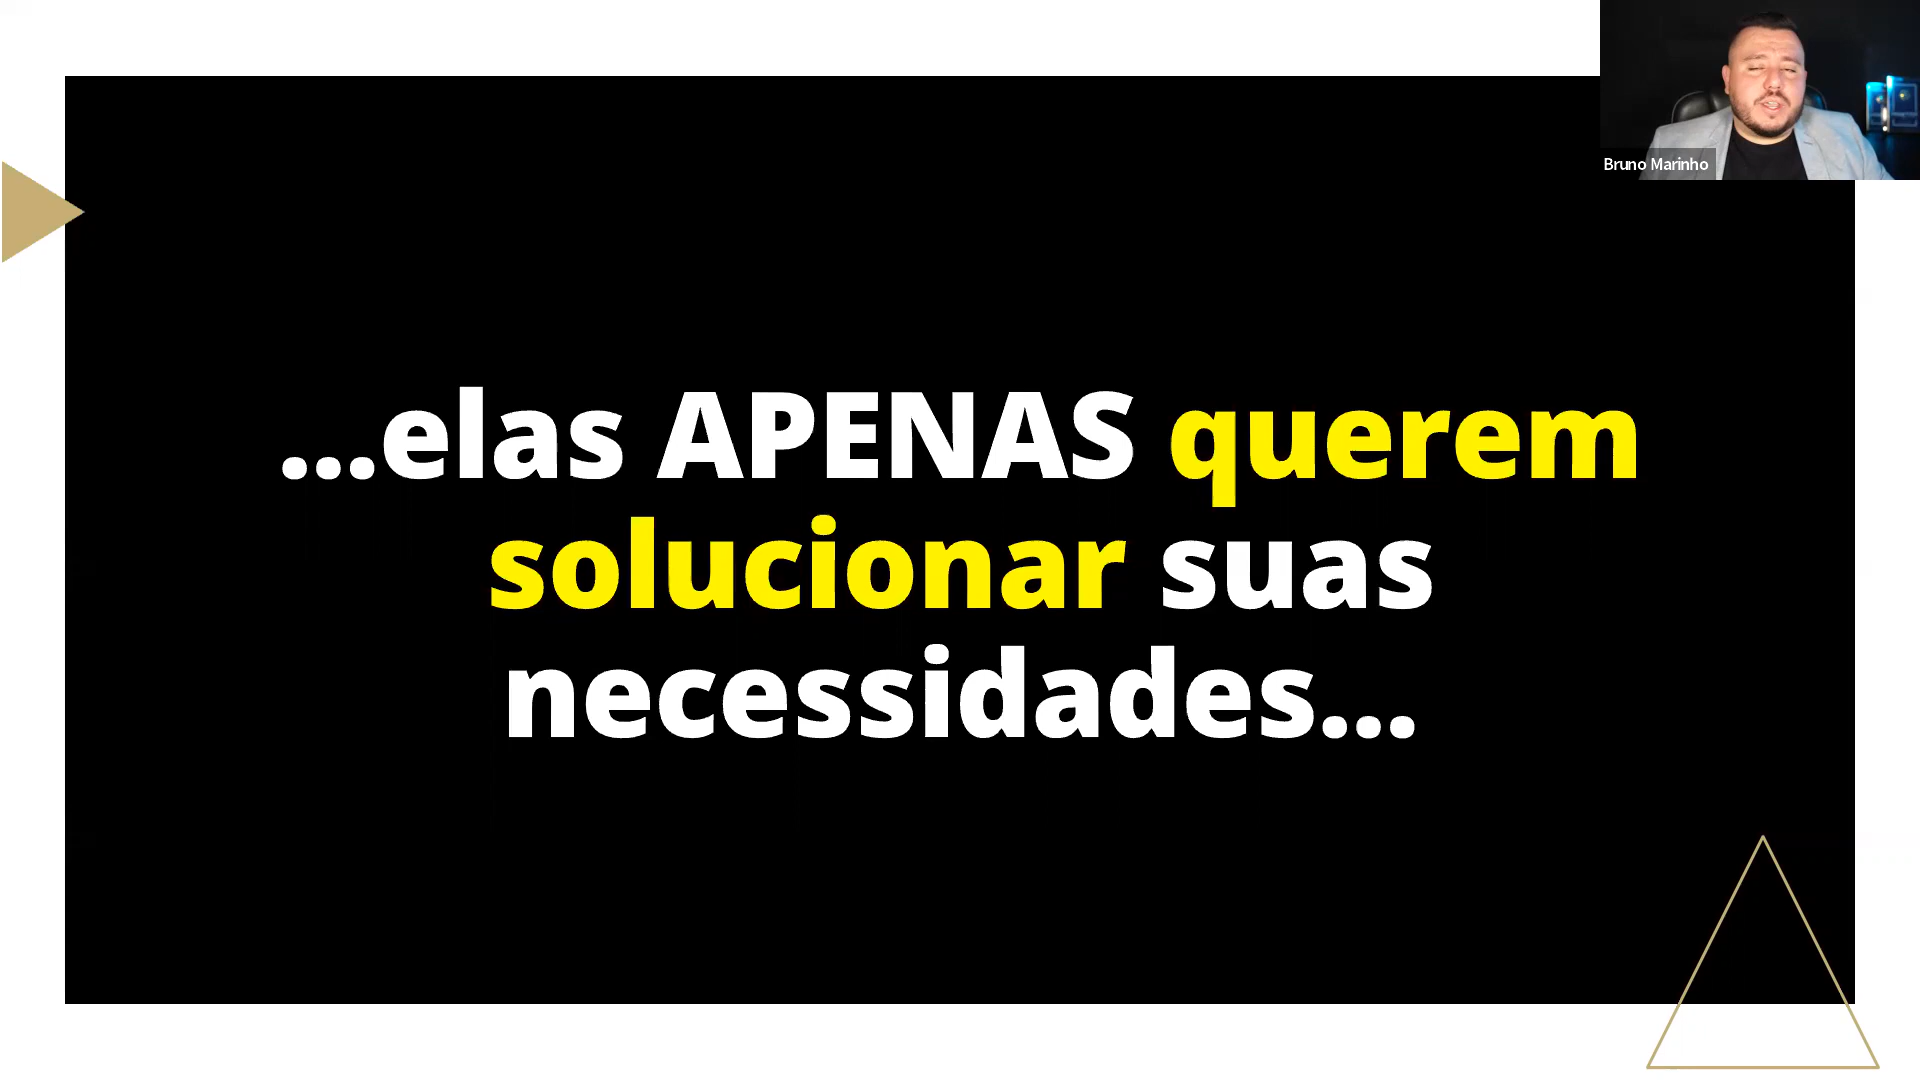 Bruno Marinho
...elas APENAS querem
solucionar suas
necessidades...